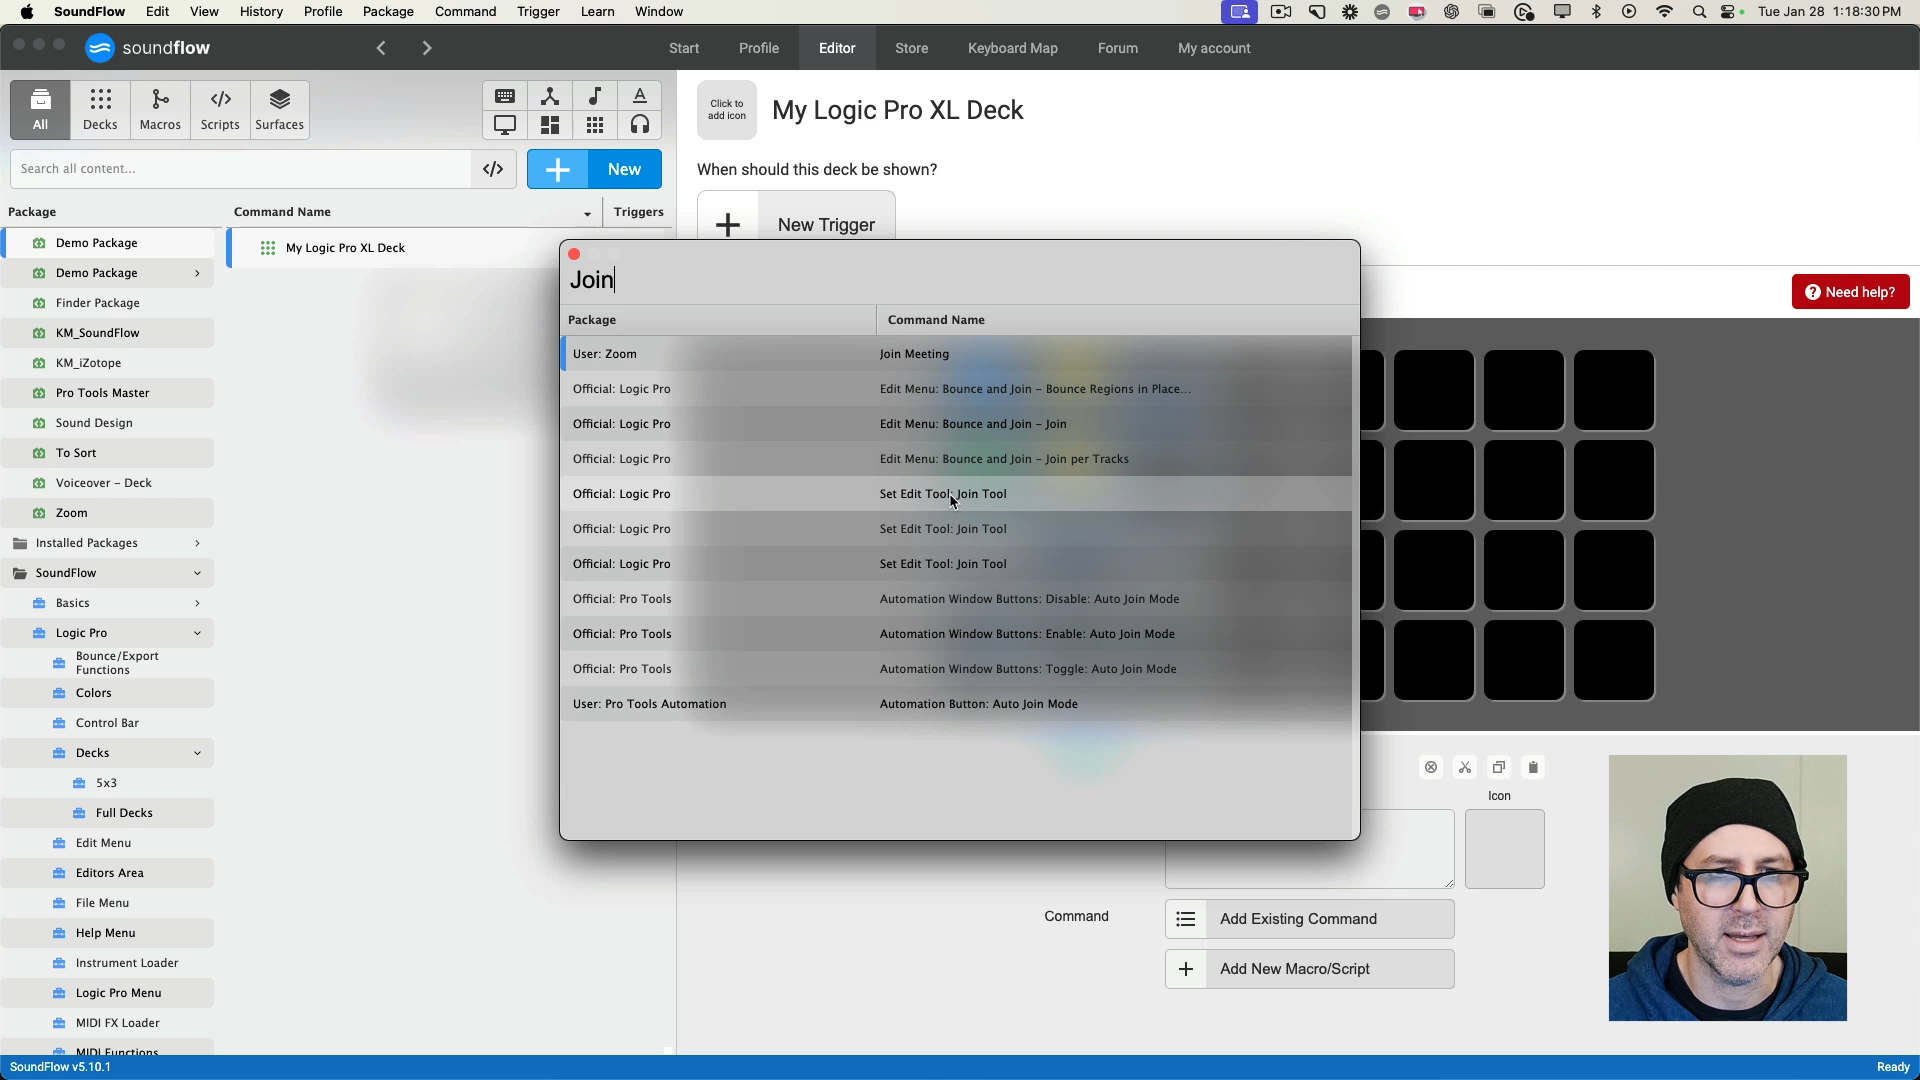 SoundFlow Edit View History Profile Package Command Trigger Learn Window Tue Jan 28 1:18:30 PM
soundflow Start Profile Editor Store Keyboard Map Forum My account
All Decks Macros Scripts Surfaces
Click to
add icon
My Logic Pro XL Deck
Search all content... New
When should this deck be shown?
Package Command Name Triggers
New Trigger
Demo Package
My Logic Pro XL Deck
Demo Package
Finder Package
KM_SoundFlow
KM_iZotope
Pro Tools Master
Sound Design
To Sort
Voiceover – Deck
Zoom
Installed Packages
SoundFlow
Basics
Logic Pro
Bounce/Export
Functions
Colors
Control Bar
Decks
5x3
Full Decks
Edit Menu
Editors Area
File Menu
Help Menu
Instrument Loader
Logic Pro Menu
MIDI FX Loader
MIDI Functions
Join
Package Command Name
User: Zoom Join Meeting
Official: Logic Pro Edit Menu: Bounce and Join – Bounce Regions in Place...
Official: Logic Pro Edit Menu: Bounce and Join – Join
Official: Logic Pro Edit Menu: Bounce and Join – Join per Tracks
Official: Logic Pro Set Edit Tool: Join Tool
Official: Logic Pro Set Edit Tool: Join Tool
Official: Logic Pro Set Edit Tool: Join Tool
Official: Pro Tools Automation Window Buttons: Disable: Auto Join Mode
Official: Pro Tools Automation Window Buttons: Enable: Auto Join Mode
Official: Pro Tools Automation Window Buttons: Toggle: Auto Join Mode
User: Pro Tools Automation Automation Button: Auto Join Mode
Need help?
Icon
Command Add Existing Command
Add New Macro/Script
SoundFlow v5.10.1 Ready